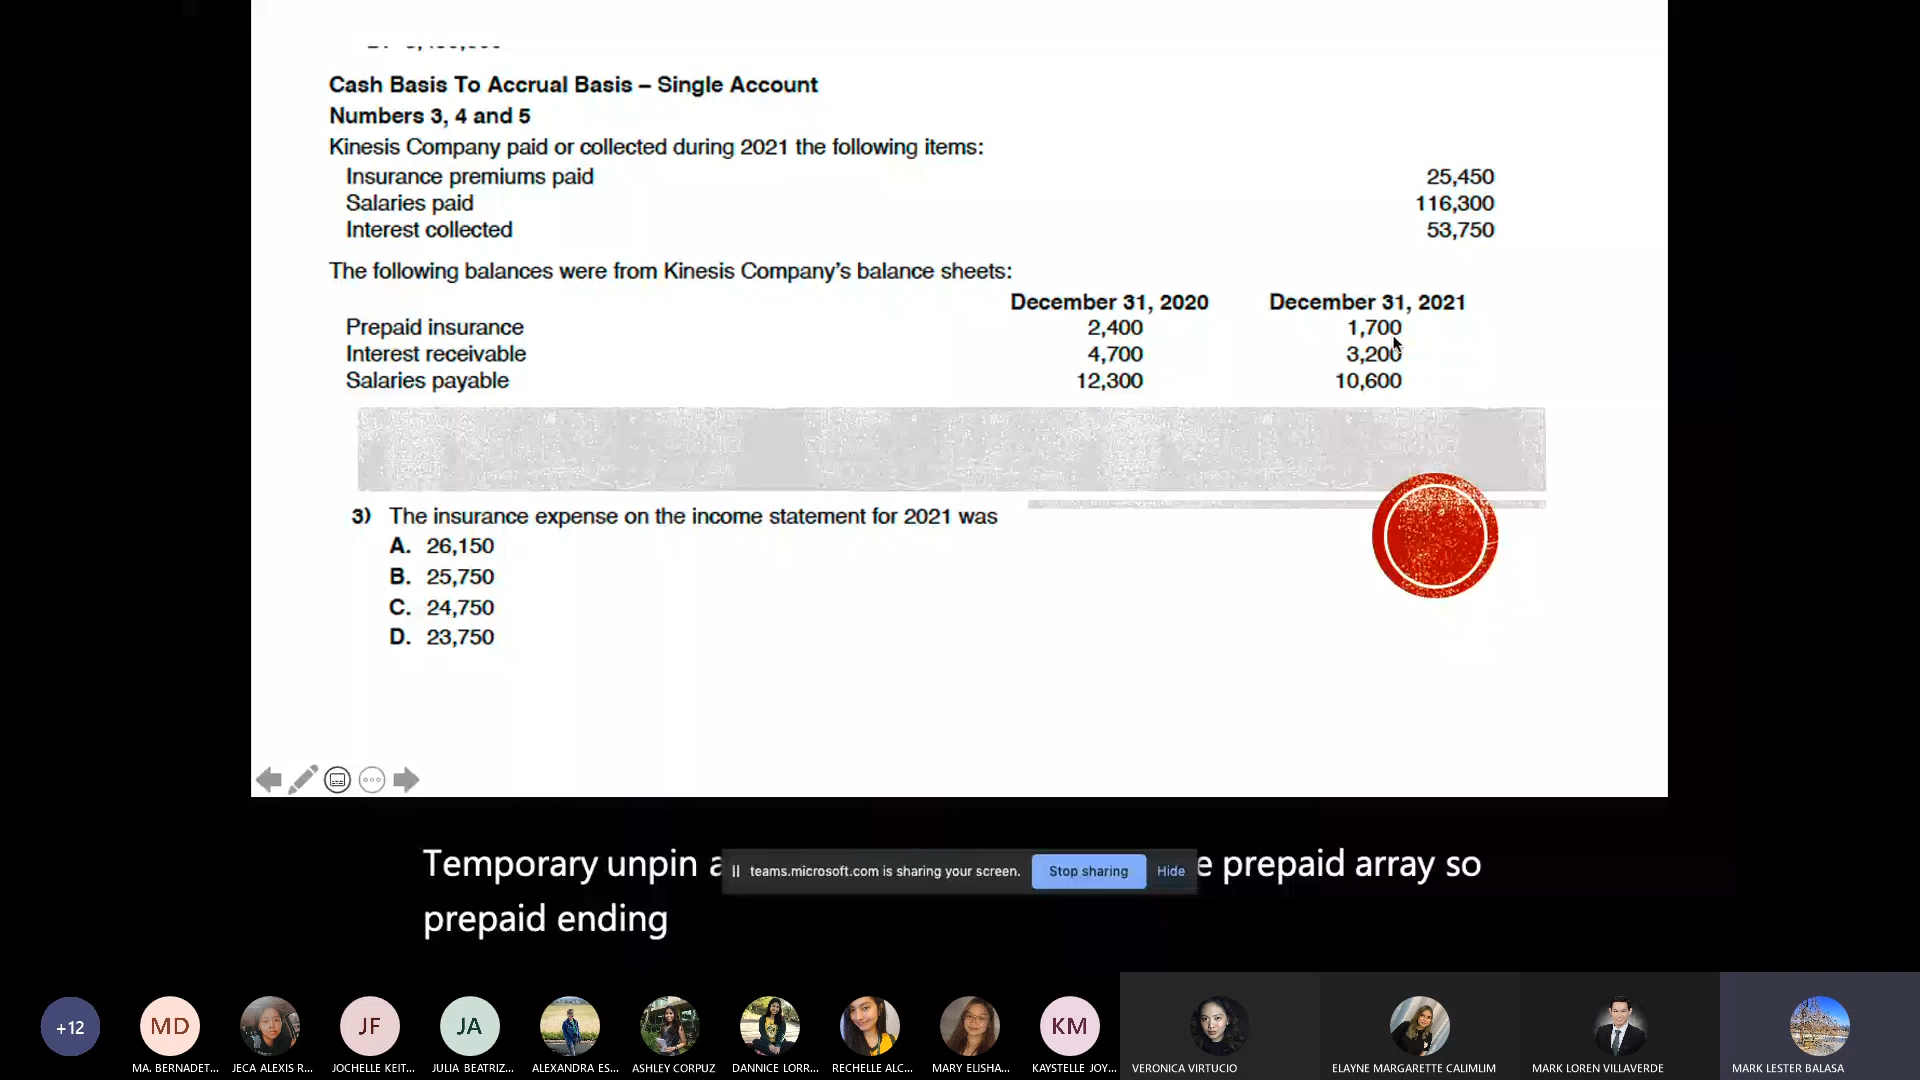 Cash Basis To Accrual Basis – Single Account
Numbers 3, 4 and 5
Kinesis Company paid or collected during 2021 the following items:
Insurance premiums paid 25,450
Salaries paid 116,300
Interest collected 53,750
The following balances were from Kinesis Company's balance sheets:
December 31, 2020 December 31, 2021
Prepaid insurance 2,400 1,700
Interest receivable 4,700 3,200
Salaries payable 12,300 10,600
3) The insurance expense on the income statement for 2021 was
A. 26,150
B. 25,750
C. 24,750
D. 23,750
Temporary unpin prepaid array so
teams.microsoft.com is sharing your screen. Stop sharing Hide
prepaid ending
+12 MD JF JA KM
MA. BERNADET... JECA ALEXIS R... JOCHELLE KEIT... JULIA BEATRIZ... ALEXANDRA ES... ASHLEY CORPUZ DANNICE LORR... RECHELLE ALC... MARY ELISHA... KAYSTELLE JOY... VERONICA VIRTUCIO ELAYNE MARGARETTE CALIMLIM MARK LOREN VILLAVERDE MARK LESTER BALASA